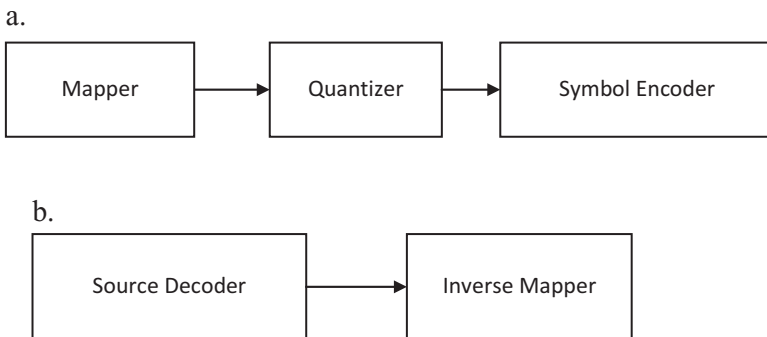 a.
Mapper Quantizer Symbol Encoder
b.
Source Decoder Inverse Mapper